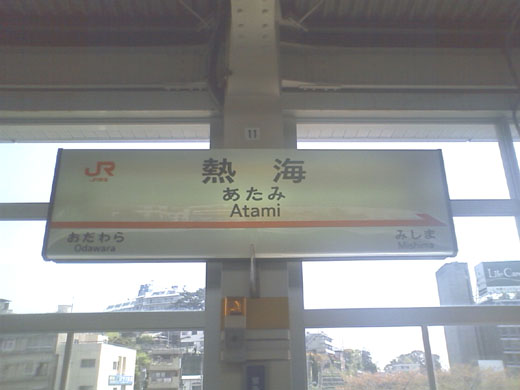 11
JR
熱海
あたみ
Atami
おだわら
Odawara
みしま
Mishima